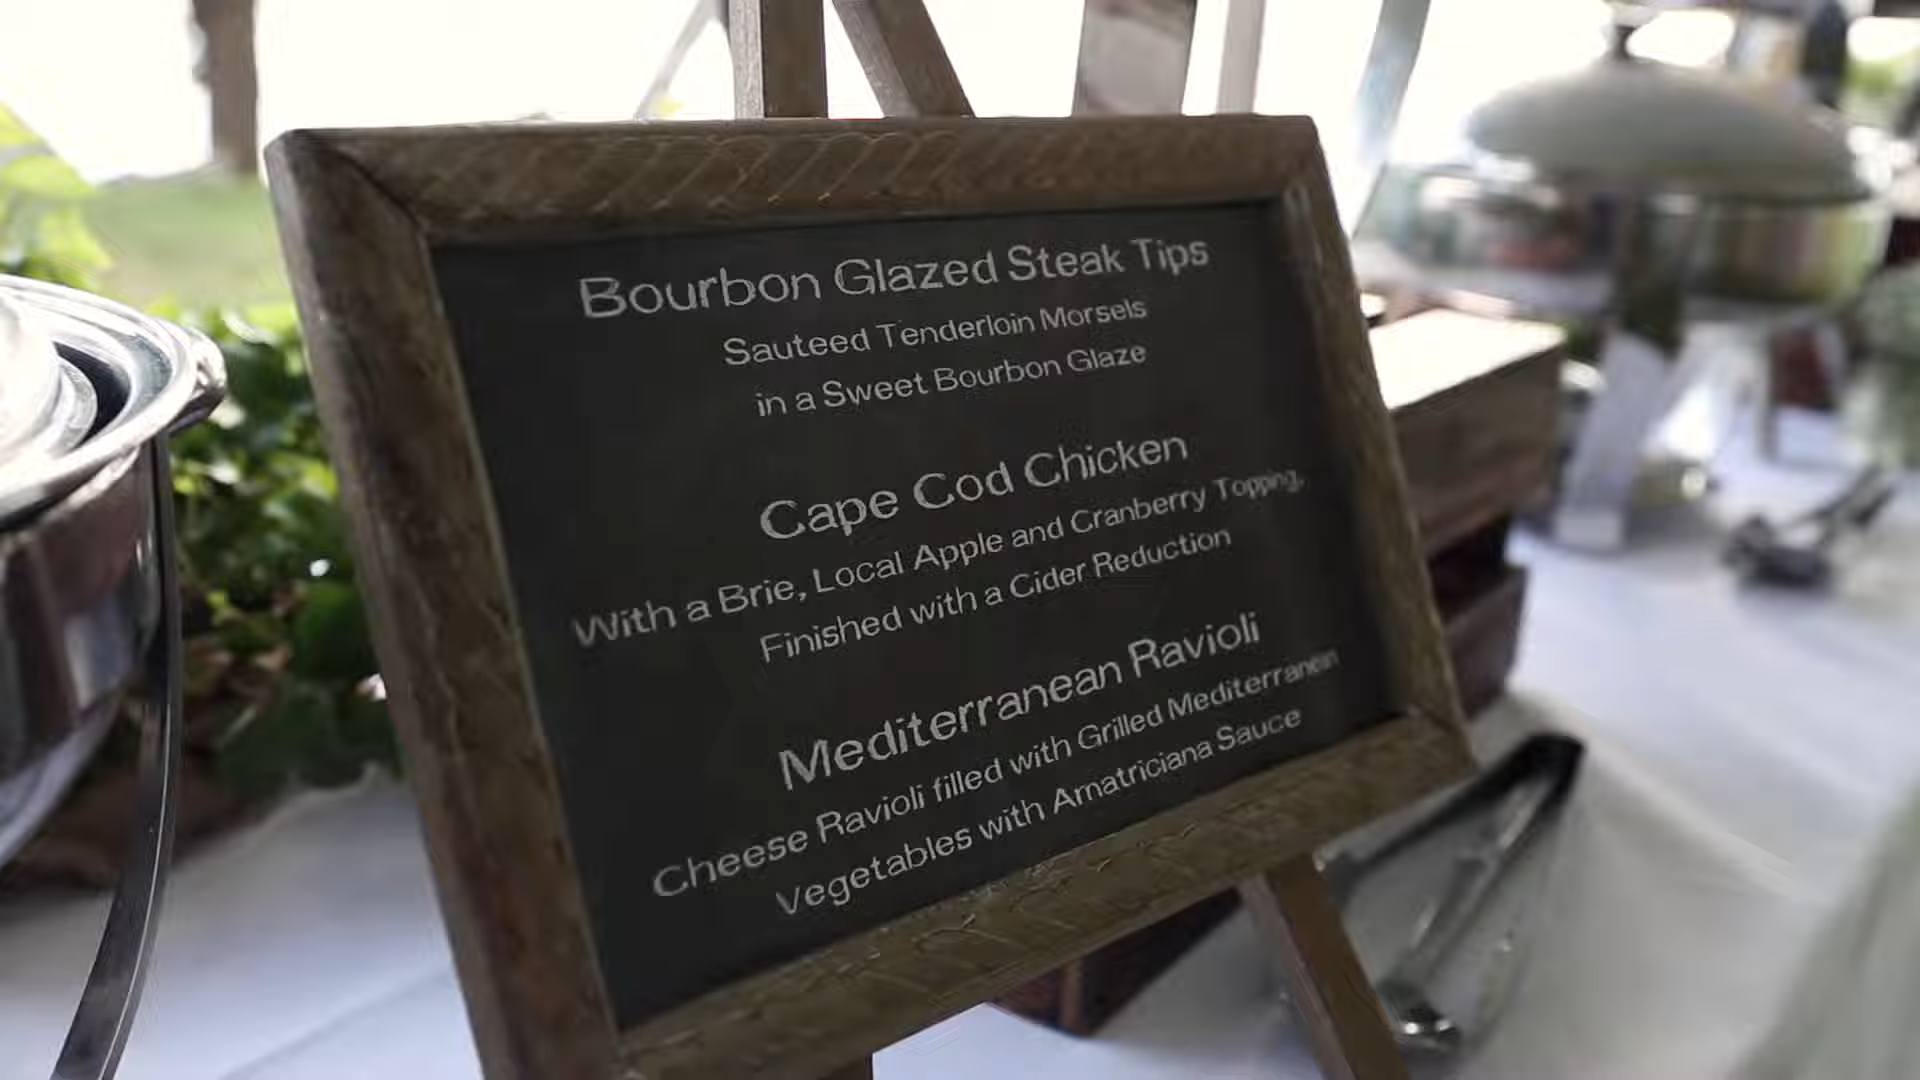 Bourbon Glazed Steak Tips
Sauteed Tenderloin Morsels
in a Sweet Bourbon Glaze
Cape Cod Chicken
With a Brie, Local Apple and Cranberry Topping,
Finished with a Cider Reduction
Mediterranean Ravioli
Cheese Ravioli filled with Grilled Mediterranean
Vegetables with Amatriciana Sauce